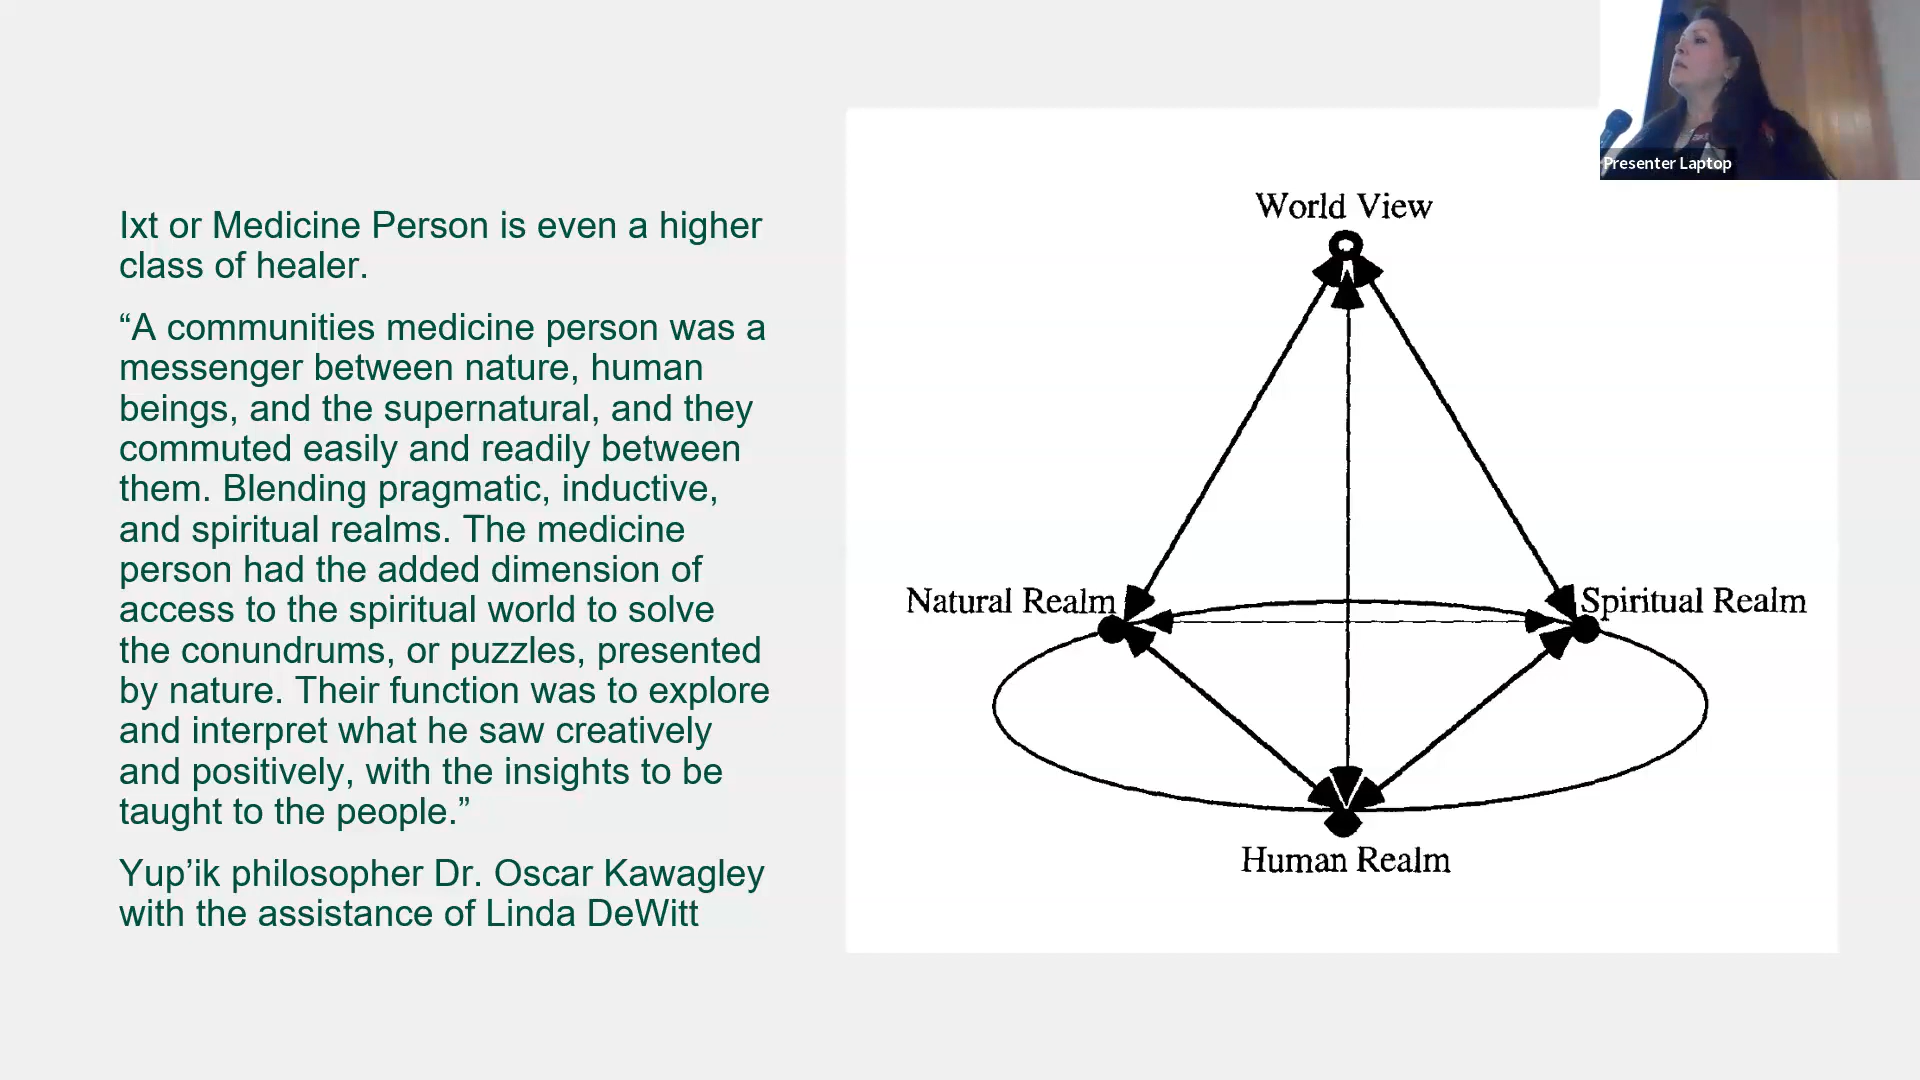 Ixt or Medicine Person is even a higher
class of healer.
“A communities medicine person was a
messenger between nature, human
beings, and the supernatural, and they
commuted easily and readily between
them. Blending pragmatic, inductive,
and spiritual realms. The medicine
person had the added dimension of
access to the spiritual world to solve
the conundrums, or puzzles, presented
by nature. Their function was to explore
and interpret what he saw creatively
and positively, with the insights to be
taught to the people.”
Yup’ik philosopher Dr. Oscar Kawagley
with the assistance of Linda DeWitt
World View
Natural Realm
Spiritual Realm
Human Realm
Presenter Laptop